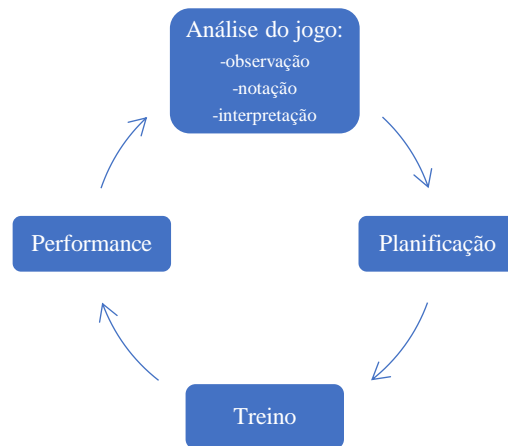 Análise do jogo:
-observação
-notação
-interpretação
Performance
Planificação
Treino